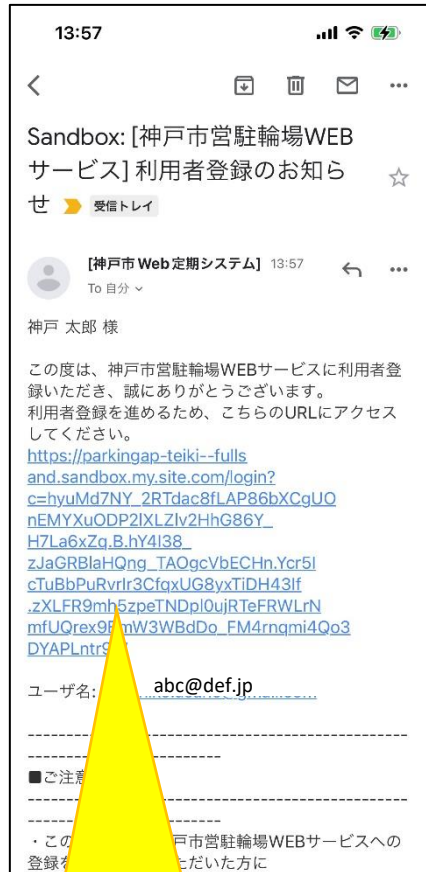 13:57
Sandbox: [神戸市営駐輪場WEB
サービス] 利用者登録のお知ら
せ 受信トレイ
[神戸市 Web 定期システム] 13:57
To 自分
神戸 太郎 様
この度は、神戸市営駐輪場WEBサービスに利用者登
録いただき、誠にありがとうございます。
利用者登録を進めるため、こちらのURLにアクセス
してください。
https://parkingap-teiki--fulls
and.sandbox.my.site.com/login?
c=hyuMd7NY_2RTdac8fLAP86bXCgUO
nEMYXuODP2lXLZlv2HhG86Y_
H7La6xZq.B.hY4I38_
zJaGRBlaHQng_TAOgcVbECHn.Ycr5l
cTuBbPuRvrlr3CfqxUG8yxTiDH43lf
.zXLFR9mh5zpeTNDpl0ujRTeFRWLrN
mfUQrex9 mW3WBdDo_FM4rnqmi4Qo3
DYAPLntr9
ユーザ名: abc@def.jp
--------------------------------------------
----------------------
■ご注意
--------------------------------------------
----------------------
・この 戸市営駐輪場WEBサービスへの
登録を ただいた方に